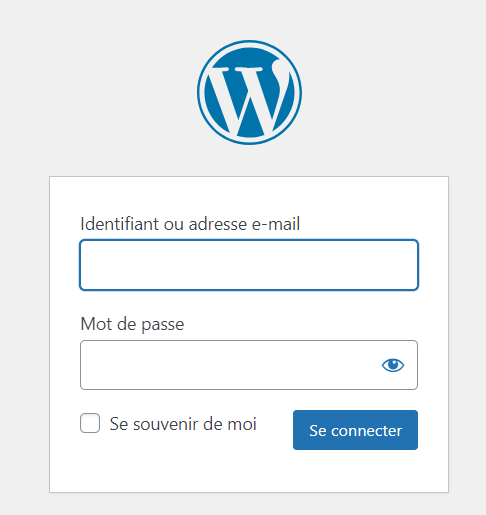 Identifiant ou adresse e-mail
Mot de passe
Se souvenir de moi
Se connecter